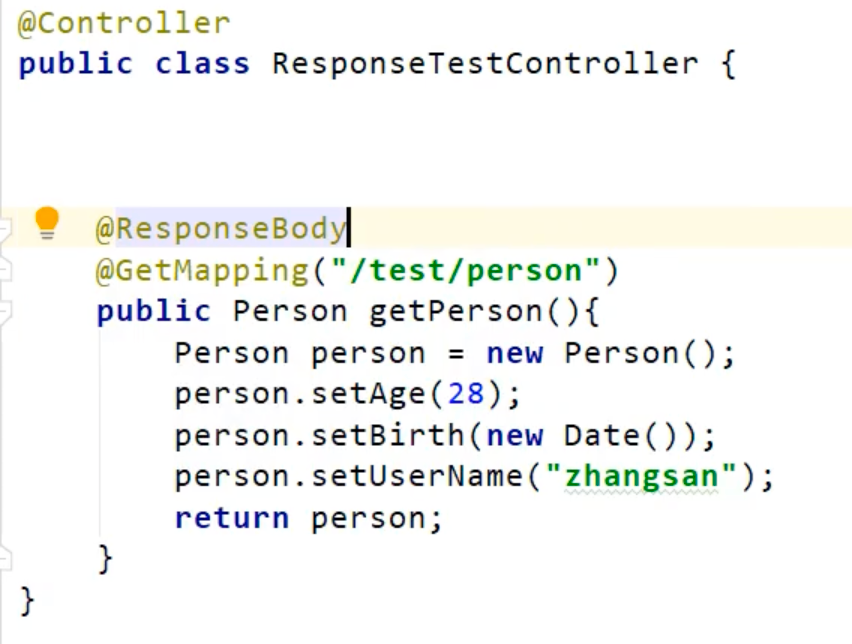 @Controller
public class ResponseTestController {
@ResponseBody
@GetMapping("/test/person")
public Person getPerson(){
Person person = new Person();
person.setAge(28);
person.setBirth(new Date());
person.setUserName("zhangsan");
return person;
}
}